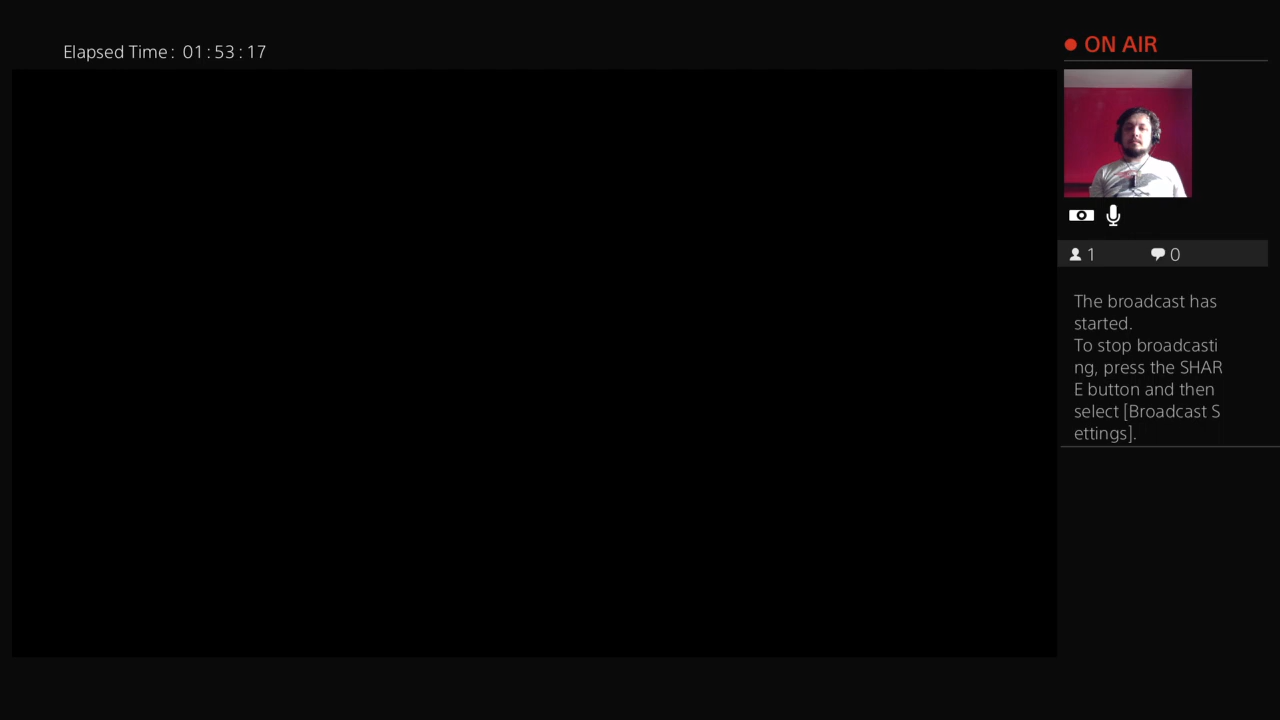 Elapsed Time: 01:53:17
ON AIR
1 0
The broadcast has
started.
To stop broadcasti
ng, press the SHAR
E button and then
select [Broadcast S
ettings].